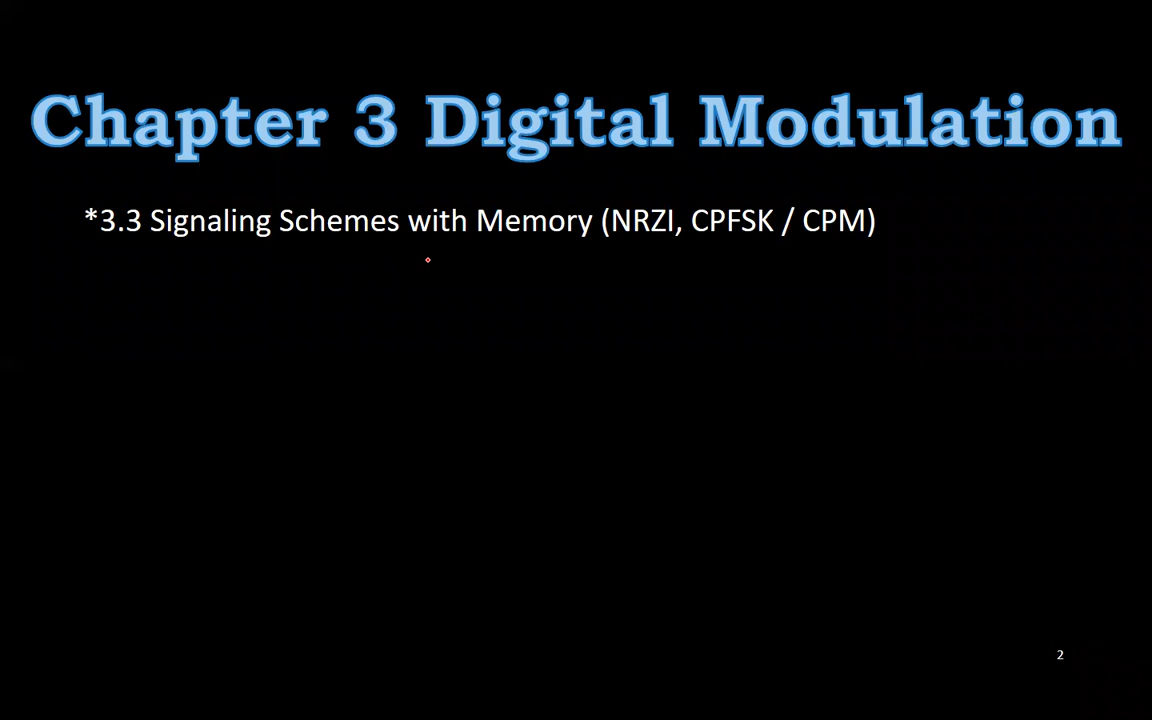 Chapter 3 Digital Modulation
*3.3 Signaling Schemes with Memory (NRZI, CPFSK / CPM)
2